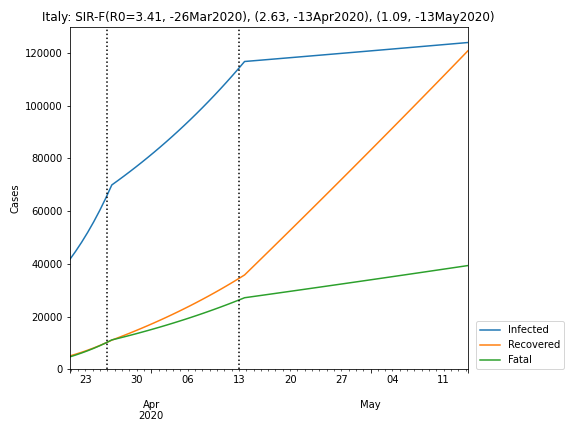 Italy: SIR-F(R0=3.41, -26Mar2020), (2.63, -13Apr2020), (1.09, -13May2020)
120000
100000
80000
60000
40000
20000
0
Cases
23
30
06
13
20
27
04
11
Apr
2020
May
Infected
Recovered
Fatal